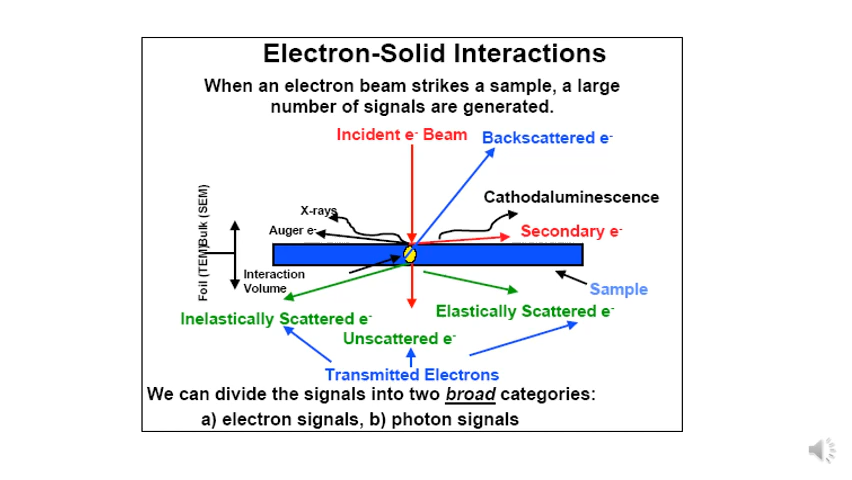 Electron-Solid Interactions
When an electron beam strikes a sample, a large
number of signals are generated.
Incident e- Beam
Backscattered e-
Cathodaluminescence
X-rays
Auger e-
Secondary e-
Foil (TEM) Bulk (SEM)
Interaction
Volume
Sample
Inelastically Scattered e-
Elastically Scattered e-
Unscattered e-
Transmitted Electrons
We can divide the signals into two broad categories:
a) electron signals, b) photon signals